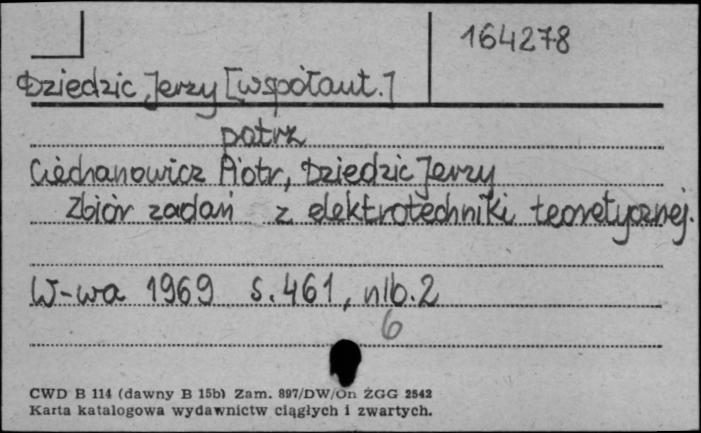 164278
Dziedzic Jerzy [współaut.]
patrz
Ciechanowicz Piotr, Dziedzic Jerzy
Zbiór zadań z elektrotechniki teoretycznej.
W-wa 1969 s. 461, nlb. 2
6
CWD B 114 (dawny B 15b) Zam. 897/DW/On ŻGG 2542
Karta katalogowa wydawnictw ciągłych i zwartych.